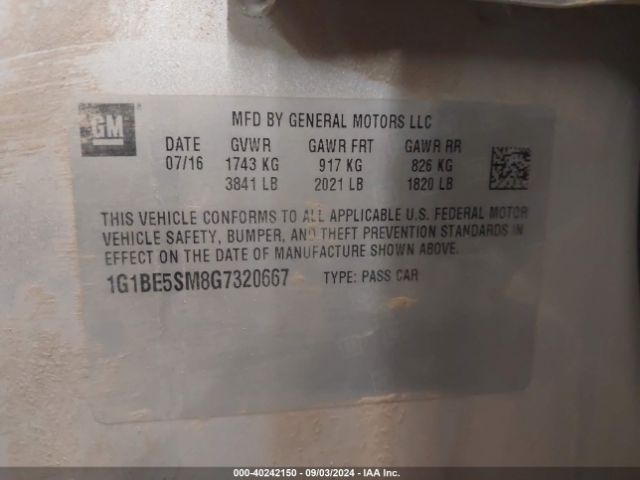 GM
MFD BY GENERAL MOTORS LLC
DATE GVWR GAWR FRT GAWR RR
07/16 1743 KG 917 KG 826 KG
3841 LB 2021 LB 1820 LB
THIS VEHICLE CONFORMS TO ALL APPLICABLE U.S. FEDERAL MOTOR
VEHICLE SAFETY, BUMPER, AND THEFT PREVENTION STANDARDS IN
EFFECT ON THE DATE OF MANUFACTURE SHOWN ABOVE.
1G1BE5SM8G7320667 TYPE: PASS CAR
000-40242150 - 09/03/2024 - IAA Inc.